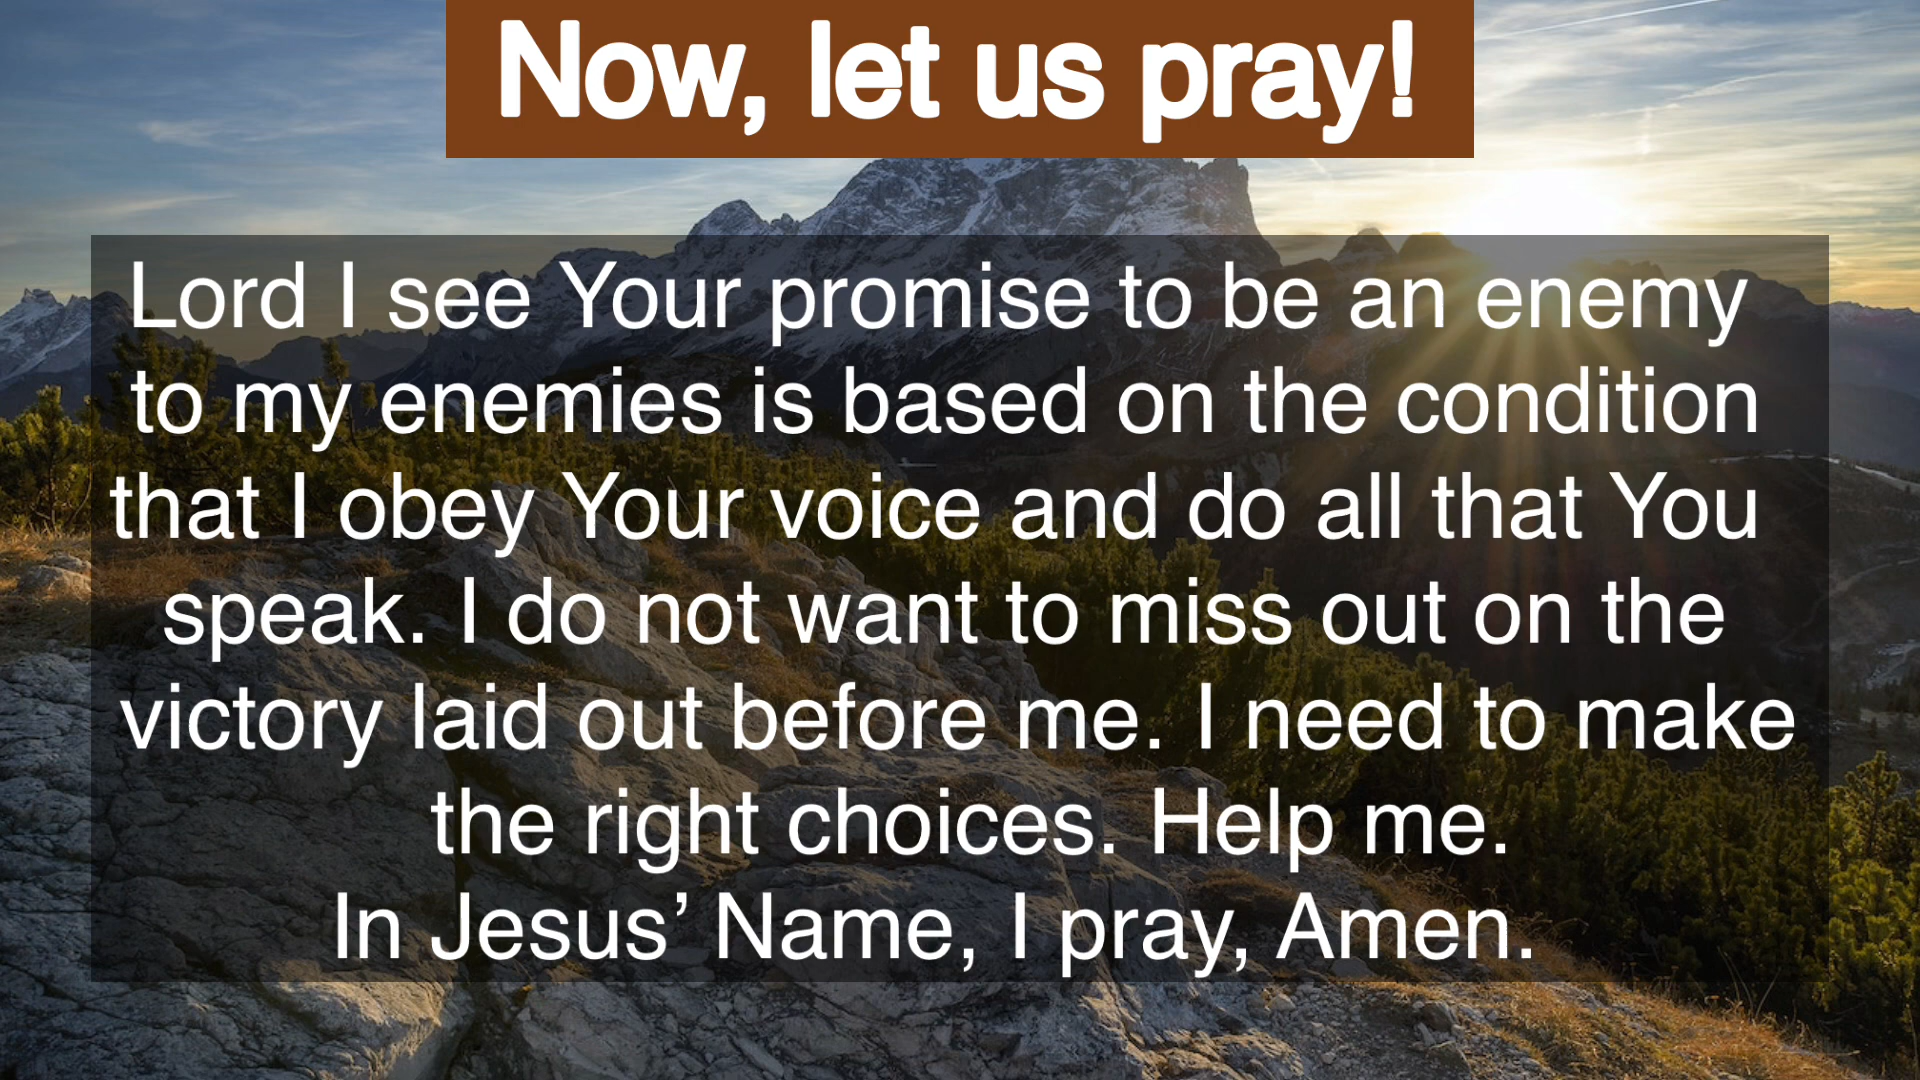 Now, let us pray!
Lord I see Your promise to be an enemy
to my enemies is based on the condition
that I obey Your voice and do all that You
speak. I do not want to miss out on the
victory laid out before me. I need to make
the right choices. Help me.
In Jesus’ Name, I pray, Amen.